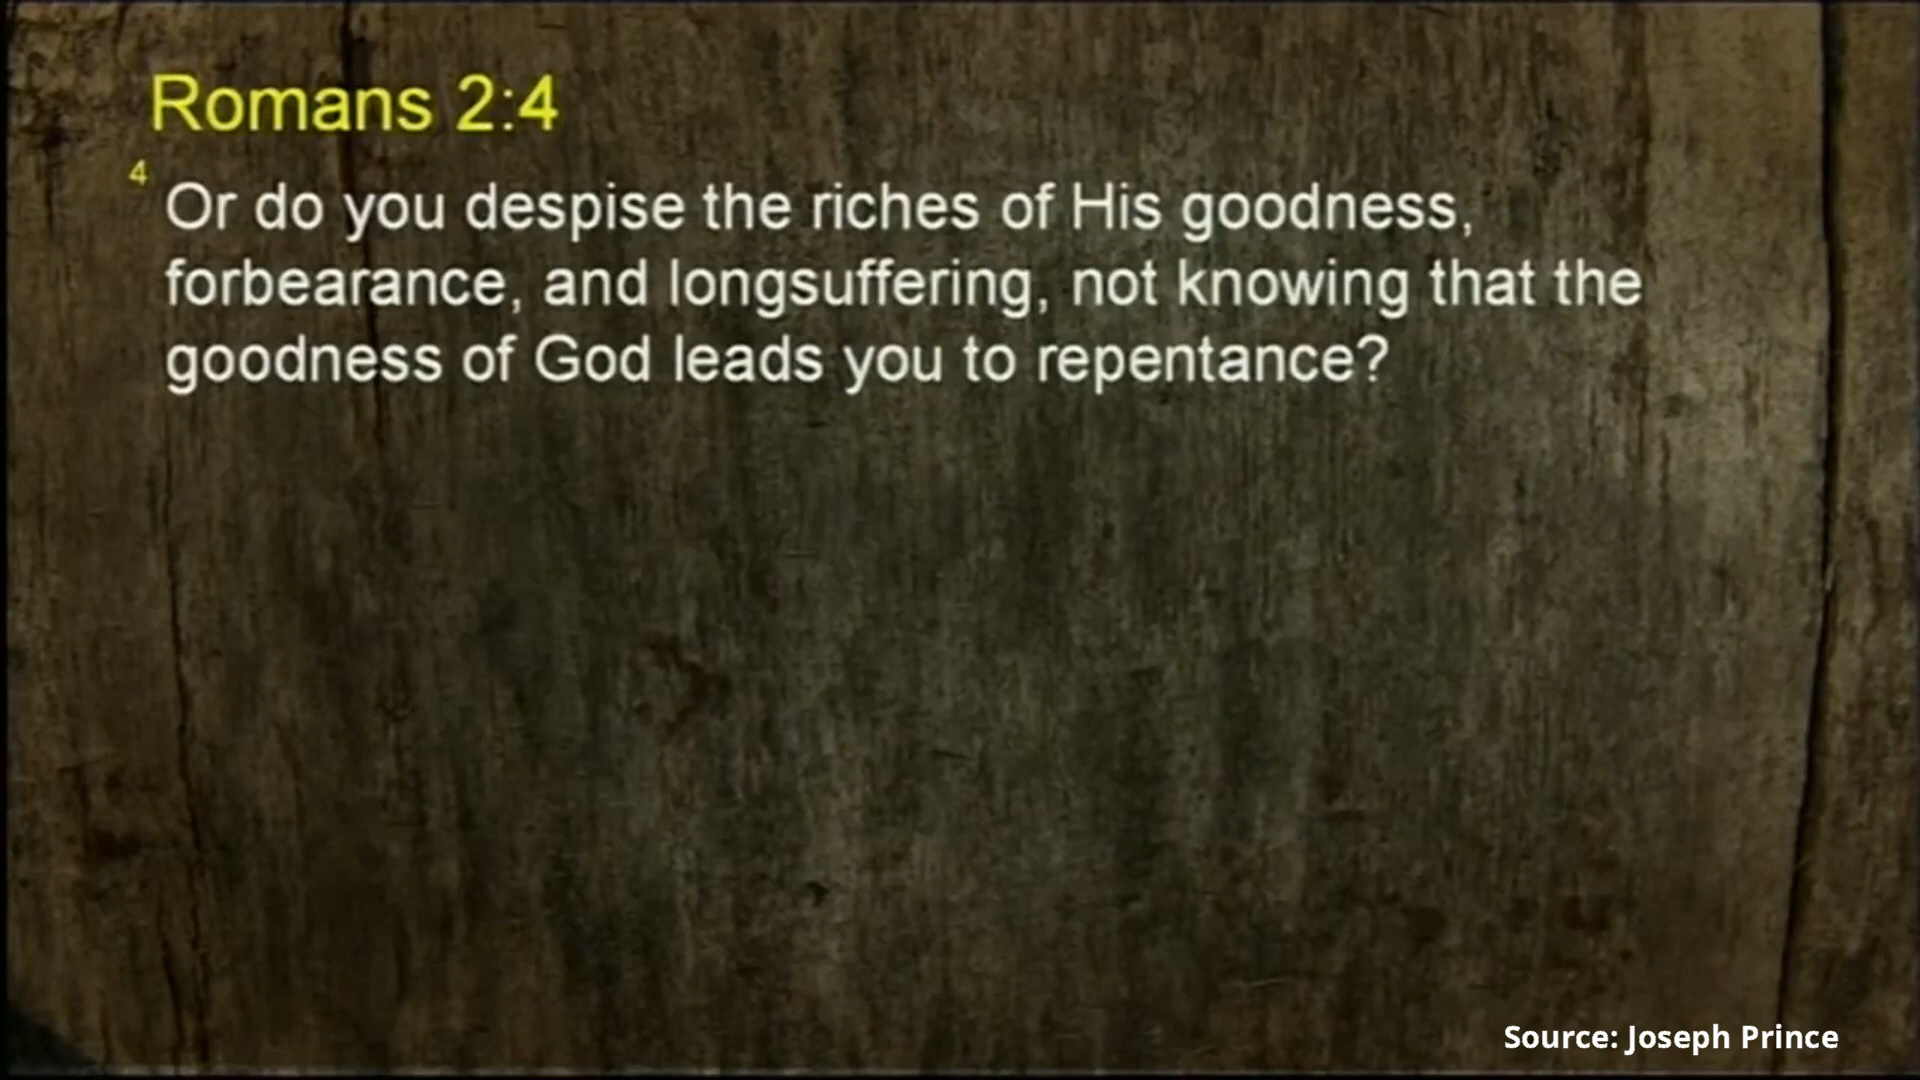 Romans 2:4
4 Or do you despise the riches of His goodness,
forbearance, and longsuffering, not knowing that the
goodness of God leads you to repentance?
Source: Joseph Prince